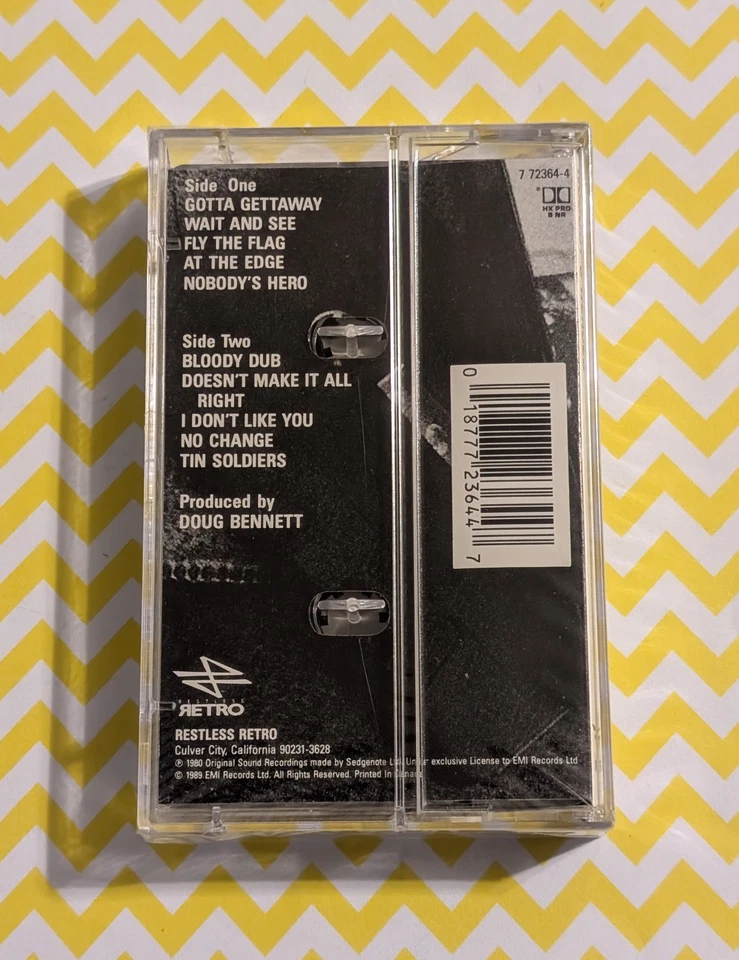 Side One
GOTTA GETTAWAY
WAIT AND SEE
FLY THE FLAG
AT THE EDGE
NOBODY'S HERO
Side Two
BLOODY DUB
DOESN'T MAKE IT ALL
RIGHT
I DON'T LIKE YOU
NO CHANGE
TIN SOLDIERS
Produced by
DOUG BENNETT
RESTLESS
RETRO
RESTLESS RETRO
Culver City, California 90231-3628
℗ 1980 Original Sound Recordings made by Sedgenote Ltd. Under exclusive License to EMI Records Ltd
© 1989 EMI Records Ltd. All Rights Reserved. Printed In Canada
7 72364-4
HX PRO
B NR
0 18777 23644 7